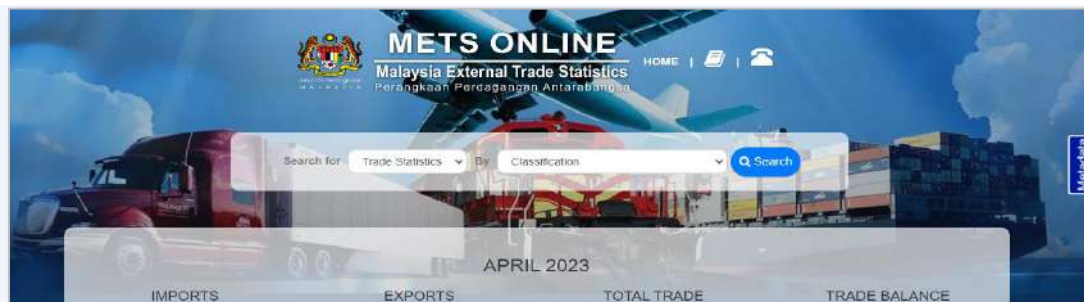 METS ONLINE
Malaysia External Trade Statistics
Perangkaan Perdagangan Antarabangsa
MALAYSIA
HOME | |
Search for Trade Statistics By Classification Search
Metadata
APRIL 2023
IMPORTS EXPORTS TOTAL TRADE TRADE BALANCE